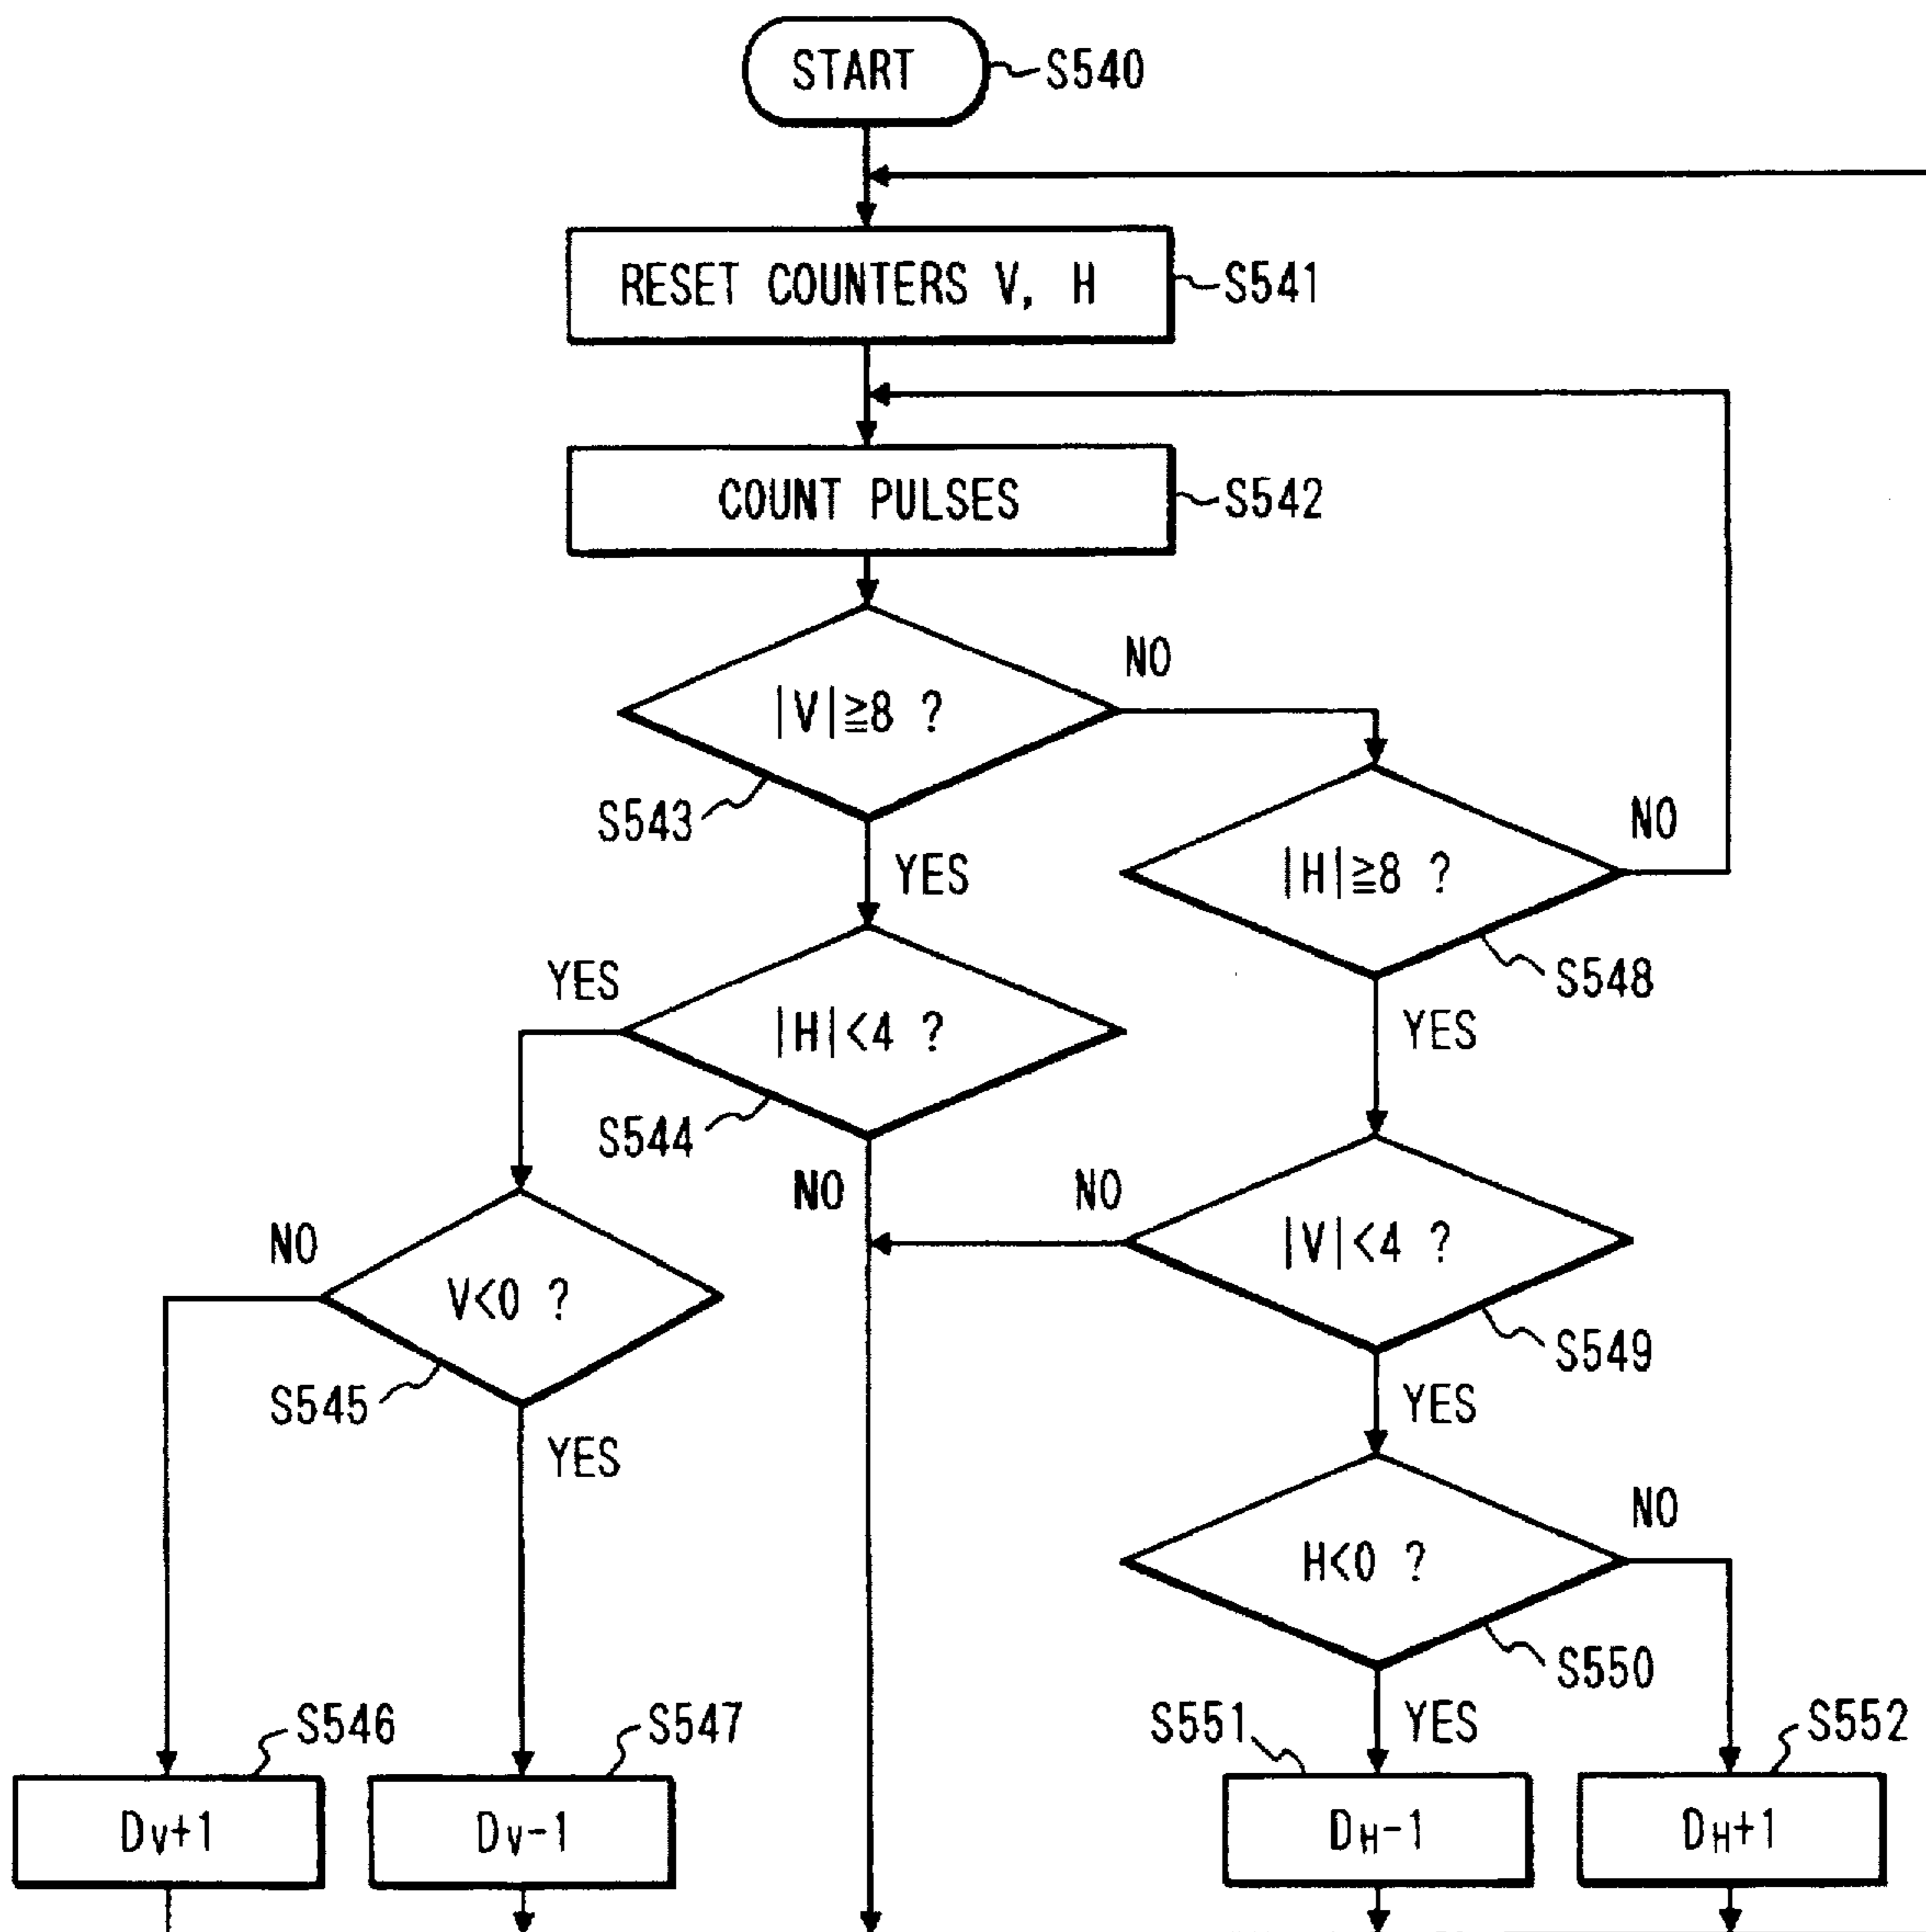 START
S540
RESET COUNTERS V, H
S541
COUNT PULSES
S542
|V|≧8 ?
NO
S543
YES
|H|≧8 ?
NO
S548
YES
|H|<4 ?
YES
S544
NO
|V|<4 ?
NO
S549
YES
V<0 ?
NO
S545
YES
H<0 ?
NO
S550
YES
S546
S547
S551
S552
Dv+1
Dv-1
DH-1
DH+1